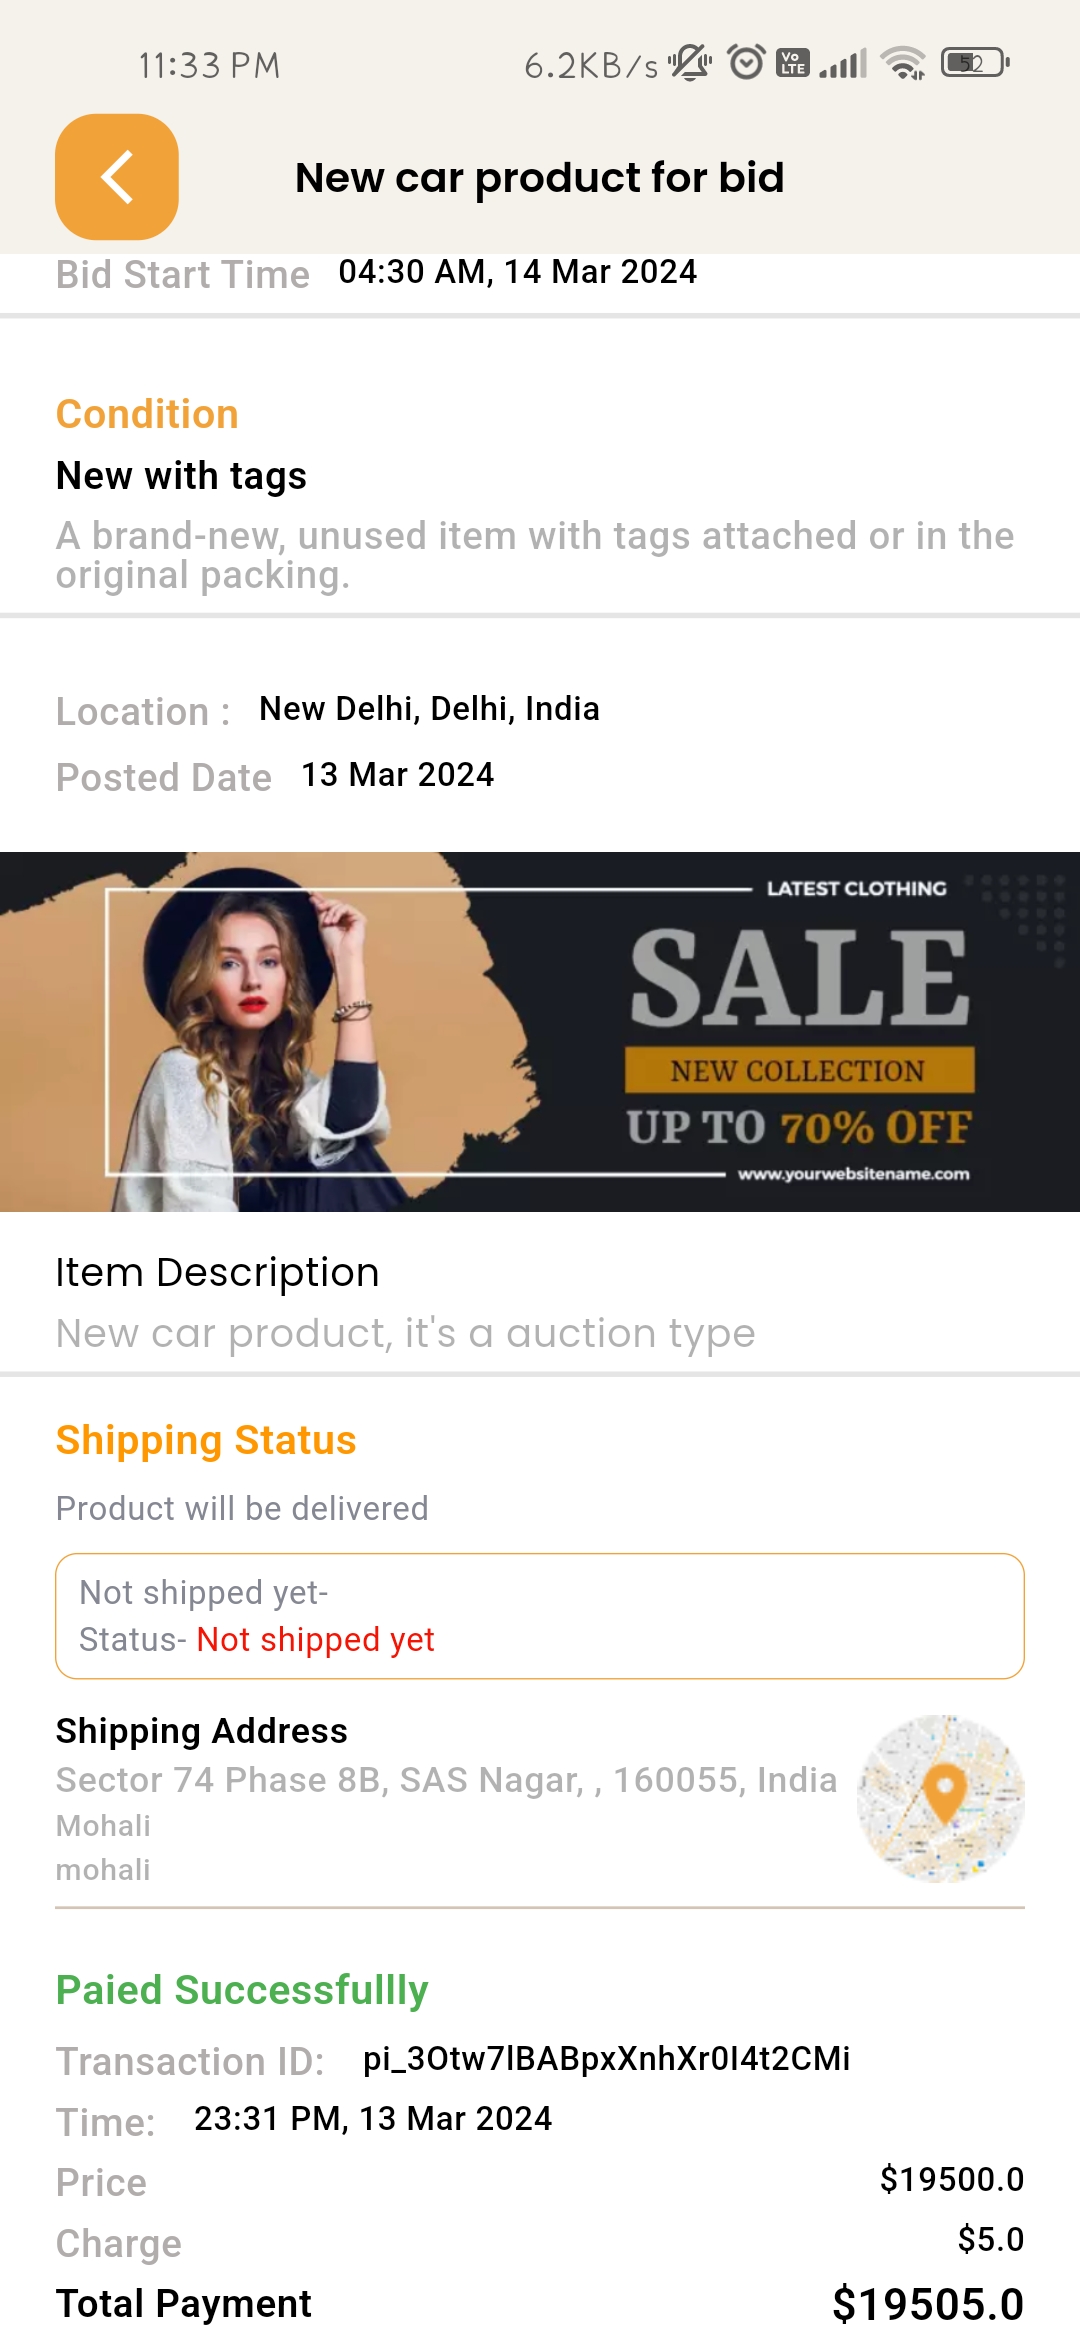 11:33 PM 6.2KB/s Vo LTE 52
New car product for bid
Bid Start Time 04:30 AM, 14 Mar 2024
Condition
New with tags
A brand-new, unused item with tags attached or in the
original packing.
Location : New Delhi, Delhi, India
Posted Date 13 Mar 2024
LATEST CLOTHING
SALE
NEW COLLECTION
UP TO 70% OFF
www.yourwebsitename.com
Item Description
New car product, it's a auction type
Shipping Status
Product will be delivered
Not shipped yet-
Status- Not shipped yet
Shipping Address
Sector 74 Phase 8B, SAS Nagar, , 160055, India
Mohali
mohali
Paied Successfullly
Transaction ID: pi_3Otw7lBABpxXnhXr0I4t2CMi
Time: 23:31 PM, 13 Mar 2024
Price $19500.0
Charge $5.0
Total Payment $19505.0